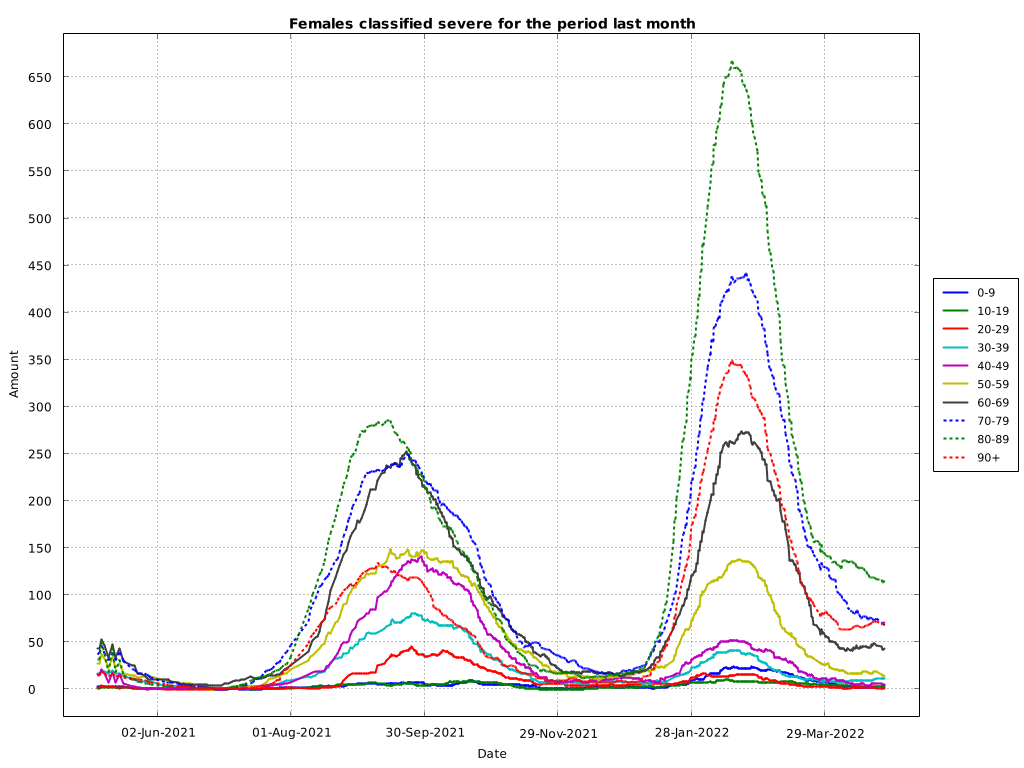 Females classified severe for the period last month
Amount
650
600
550
500
450
400
350
300
250
200
150
100
50
0
02-Jun-2021
01-Aug-2021
30-Sep-2021
29-Nov-2021
28-Jan-2022
29-Mar-2022
Date
0-9
10-19
20-29
30-39
40-49
50-59
60-69
70-79
80-89
90+